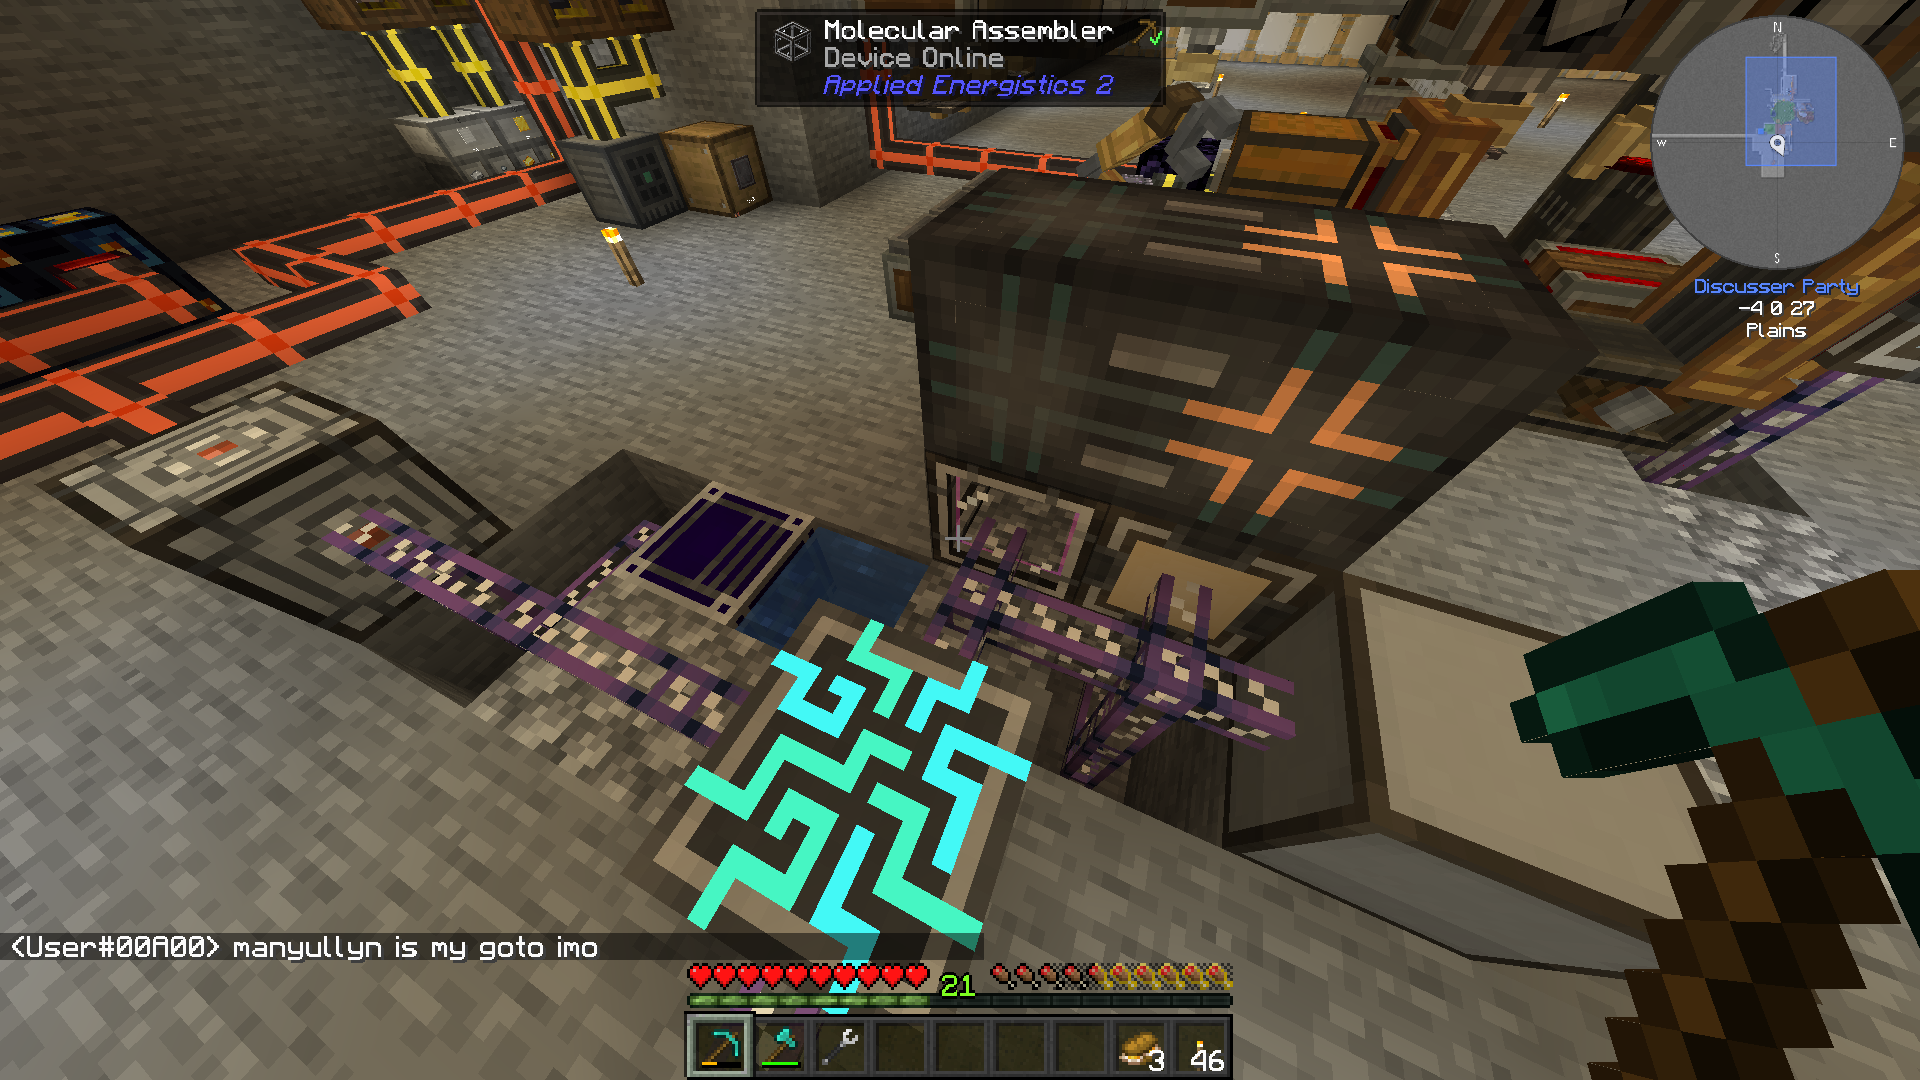 Molecular Assembler
Device Online
Applied Energistics 2
N
W
E
S
Discusser Party
-4 0 27
Plains
<User#00A00> manyullyn is my goto imo
21
3
46